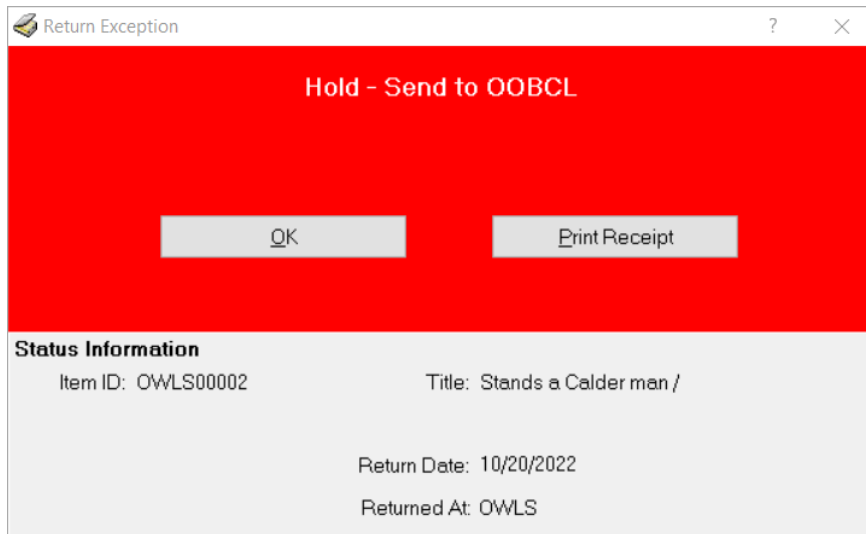 Return Exception
Hold - Send to OOBCL
OK
Print Receipt
Status Information
Item ID: OWLS00002
Title: Stands a Calder man /
Return Date: 10/20/2022
Returned At: OWLS